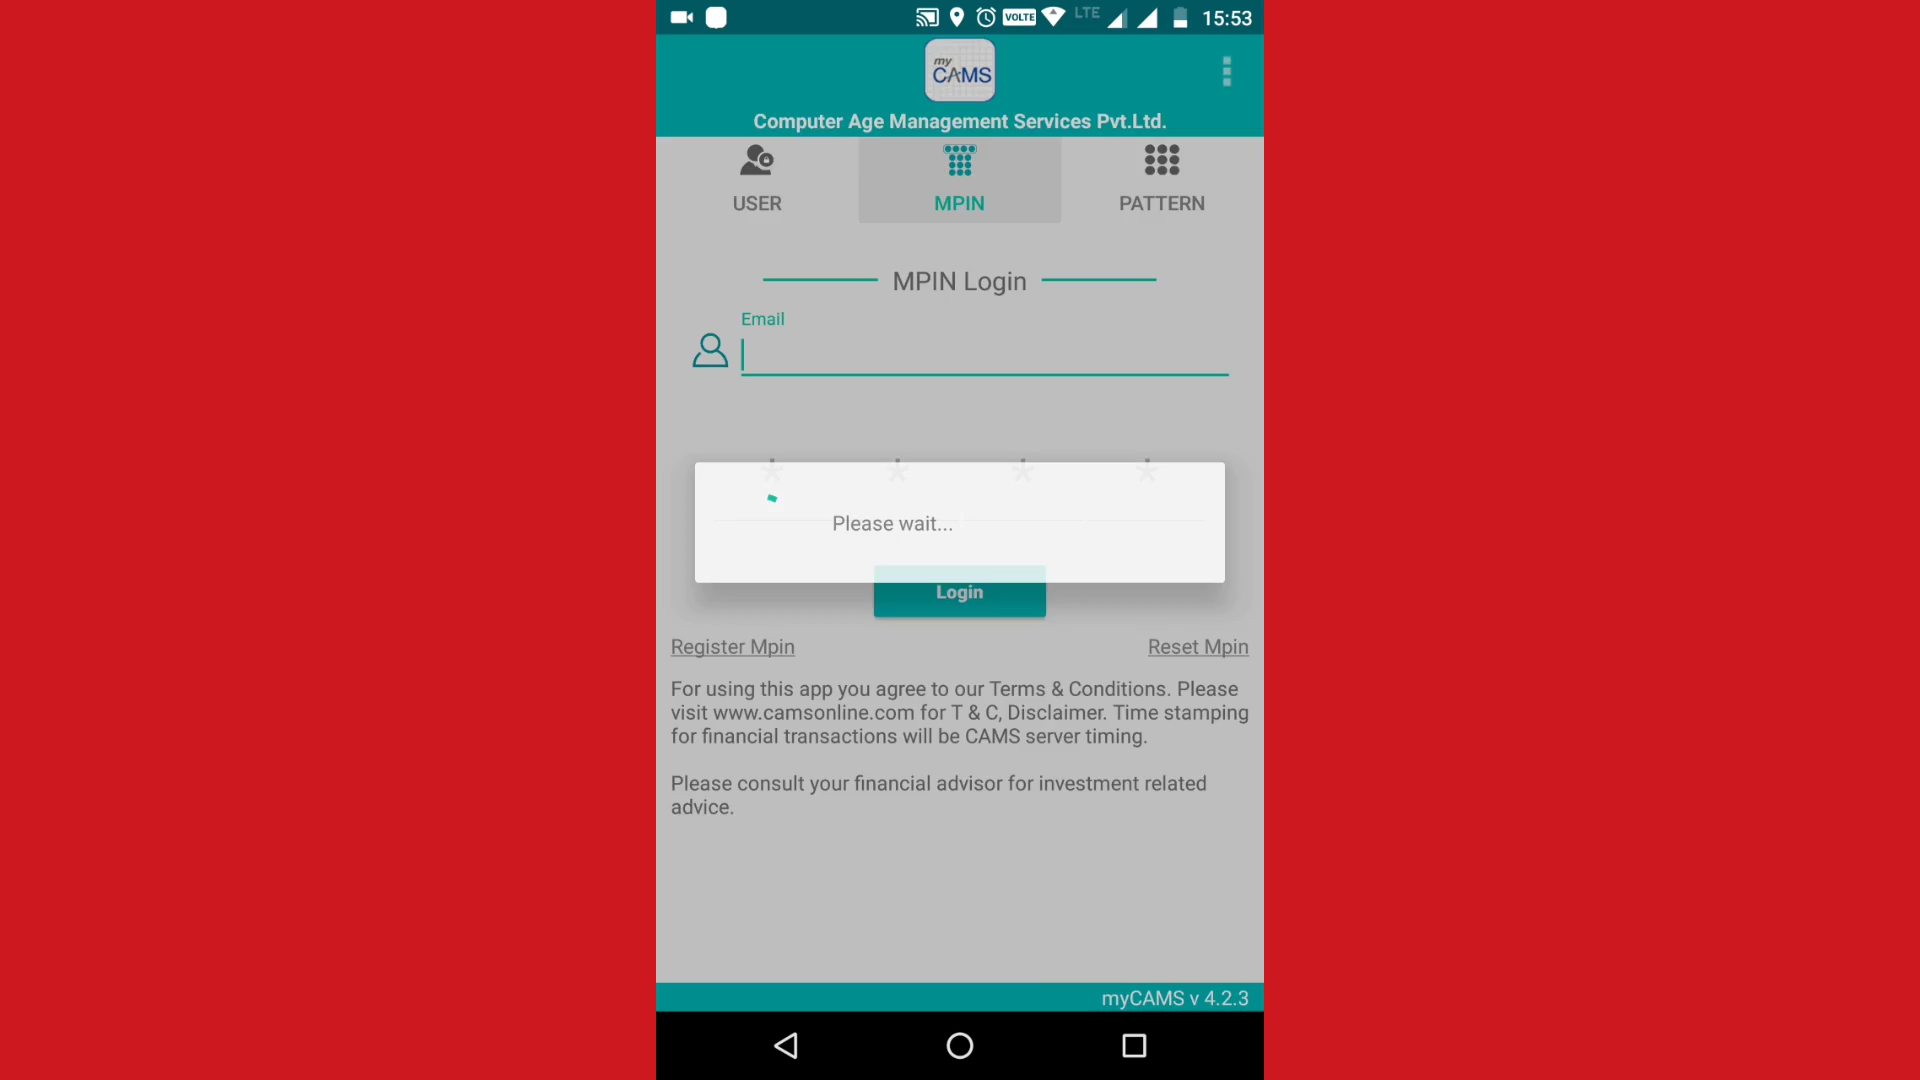 VOLTE LTE 15:53
my
CAMS
Computer Age Management Services Pvt.Ltd.
USER MPIN PATTERN
MPIN Login
Email
* * * *
Please wait...
Login
Register Mpin Reset Mpin
For using this app you agree to our Terms & Conditions. Please
visit www.camsonline.com for T & C, Disclaimer. Time stamping
for financial transactions will be CAMS server timing.
Please consult your financial advisor for investment related
advice.
myCAMS v 4.2.3